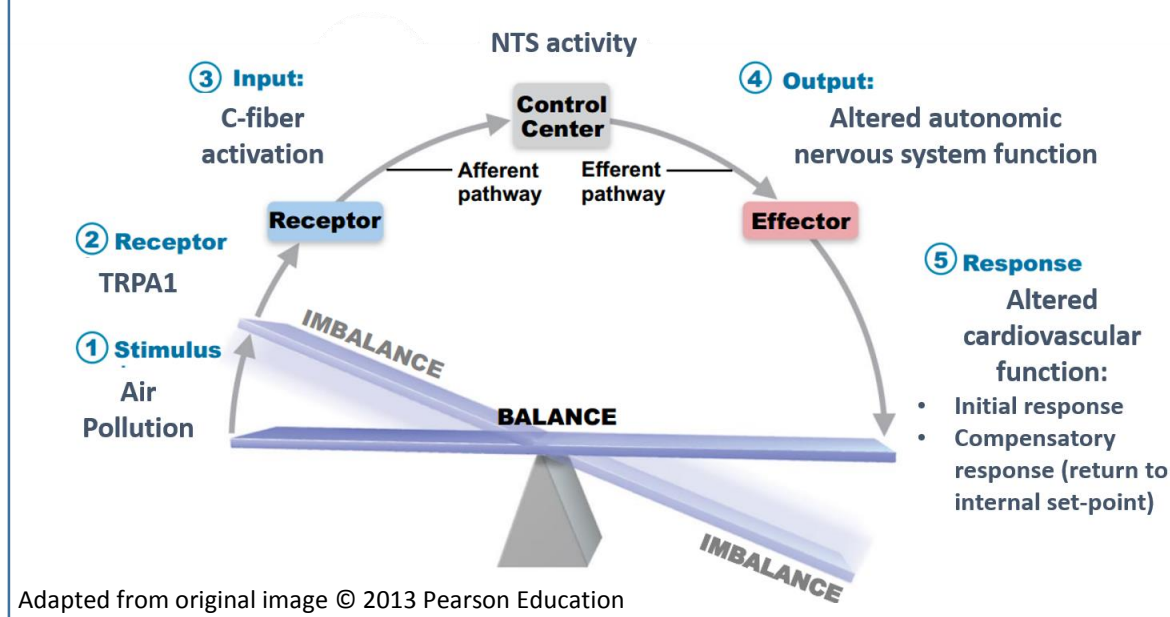 NTS activity
③ Input:
C-fiber
activation
Control
Center
④ Output:
Altered autonomic
nervous system function
Afferent
pathway
Efferent
pathway
Receptor
Effector
② Receptor
TRPA1
⑤ Response
Altered
cardiovascular
function:
• Initial response
• Compensatory
response (return to
internal set-point)
① Stimulus
Air
Pollution
IMBALANCE
BALANCE
IMBALANCE
Adapted from original image © 2013 Pearson Education